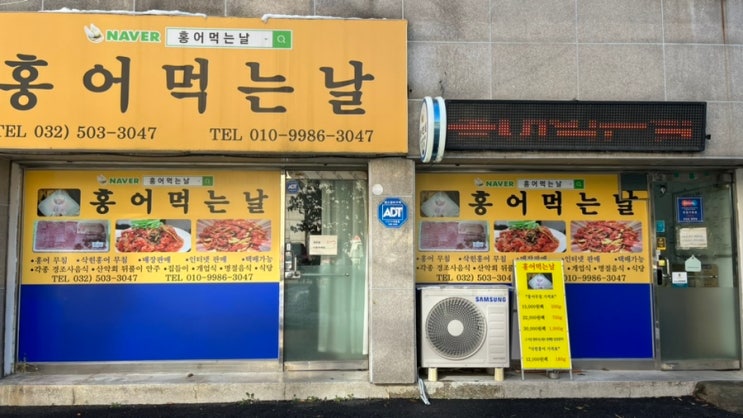 NAVER 홍어먹는날
홍어먹는날
TEL 032) 503-3047 TEL 010-9986-3047
NAVER 홍어먹는날
홍어먹는날
•홍어 무침 •삭힌홍어 무침 •매장판매 •인터넷 판매 •택배가능
•각종 경조사음식 •산악회 뒤풀이 안주 •집들이 •개업식 •명절음식 •식당
TEL 032) 503-3047 010-9986-3047
ADT
ADT
NAVER 홍어먹는날
홍어먹는날
•홍어 무침 •삭힌홍어 무침 •매장판매 •인터넷 판매 •택배가능
•각종 경조사음식 •산악회 뒤풀이 안주 •집들이 •개업식 •명절음식 •식당
TEL 032) 503-3047 010-9986-3047
SAMSUNG
홍어먹는날